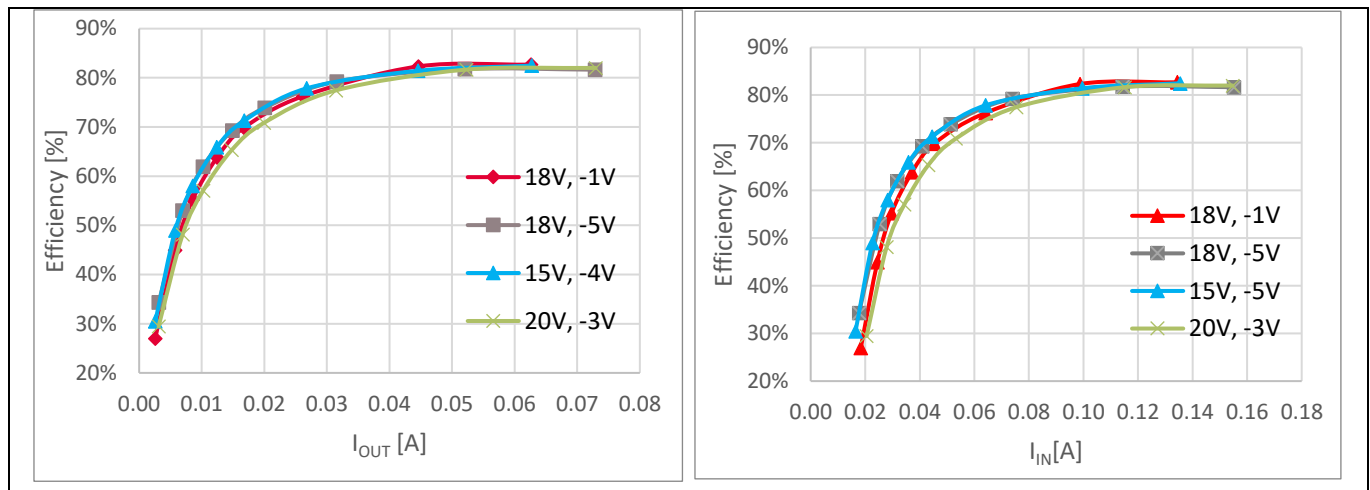 90%
80%
70%
60%
50%
40%
30%
20%
Efficiency [%]
0.00 0.01 0.02 0.03 0.04 0.05 0.06 0.07 0.08
IOUT [A]
18V, -1V
18V, -5V
15V, -4V
20V, -3V
90%
80%
70%
60%
50%
40%
30%
20%
Efficiency [%]
0.00 0.02 0.04 0.06 0.08 0.10 0.12 0.14 0.16 0.18
IIN[A]
18V, -1V
18V, -5V
15V, -5V
20V, -3V